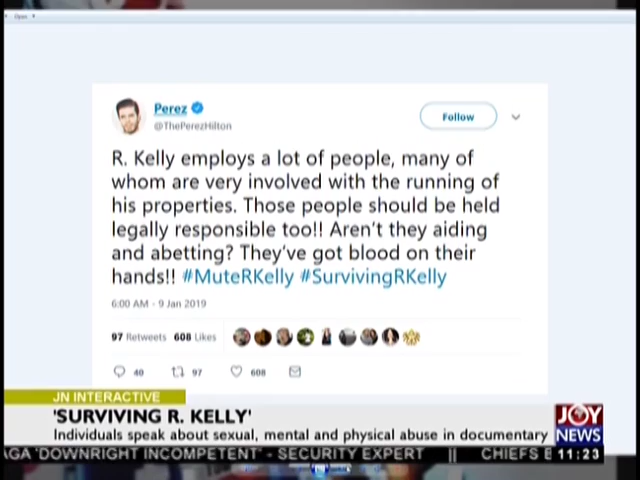 Open
Perez
@ThePerezHilton
Follow
R. Kelly employs a lot of people, many of
whom are very involved with the running of
his properties. Those people should be held
legally responsible too!! Aren't they aiding
and abetting? They've got blood on their
hands!! #MuteRKelly #SurvivingRKelly
6:00 AM - 9 Jan 2019
97 Retweets 608 Likes
40 97 608
JN INTERACTIVE
'SURVIVING R. KELLY'
Individuals speak about sexual, mental and physical abuse in documentary
JOY
NEWS
AGA 'DOWNRIGHT INCOMPETENT' - SECURITY EXPERT || CHIEFS
11:23